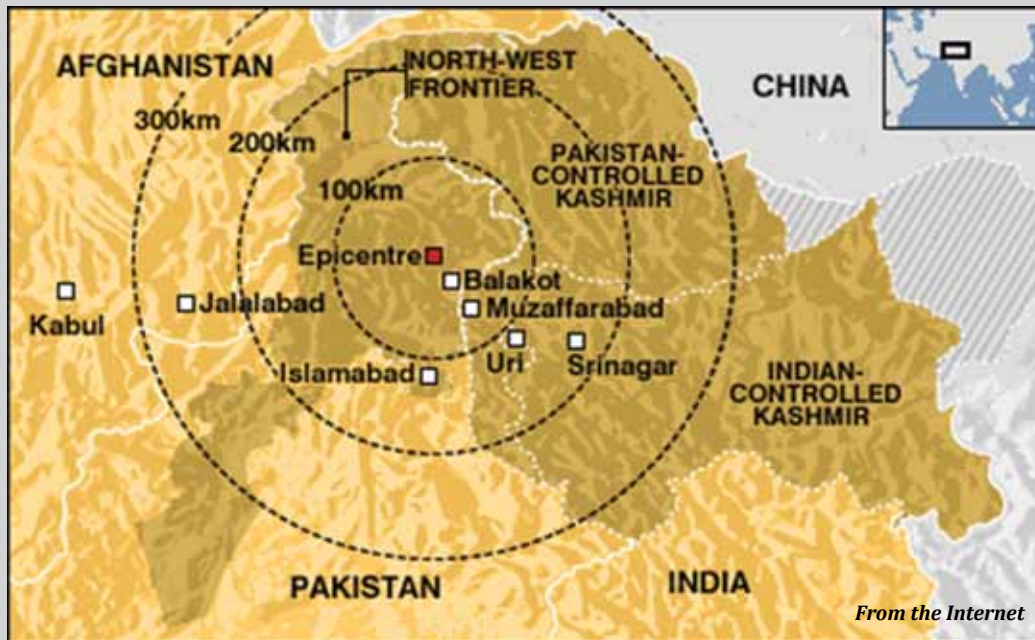 AFGHANISTAN
NORTH-WEST
FRONTIER
CHINA
300km
200km
100km
PAKISTAN-
CONTROLLED
KASHMIR
Epicentre
Balakot
Kabul
Jalalabad
Muzaffarabad
Uri
Srinagar
Islamabad
INDIAN-
CONTROLLED
KASHMIR
PAKISTAN
INDIA
From the Internet